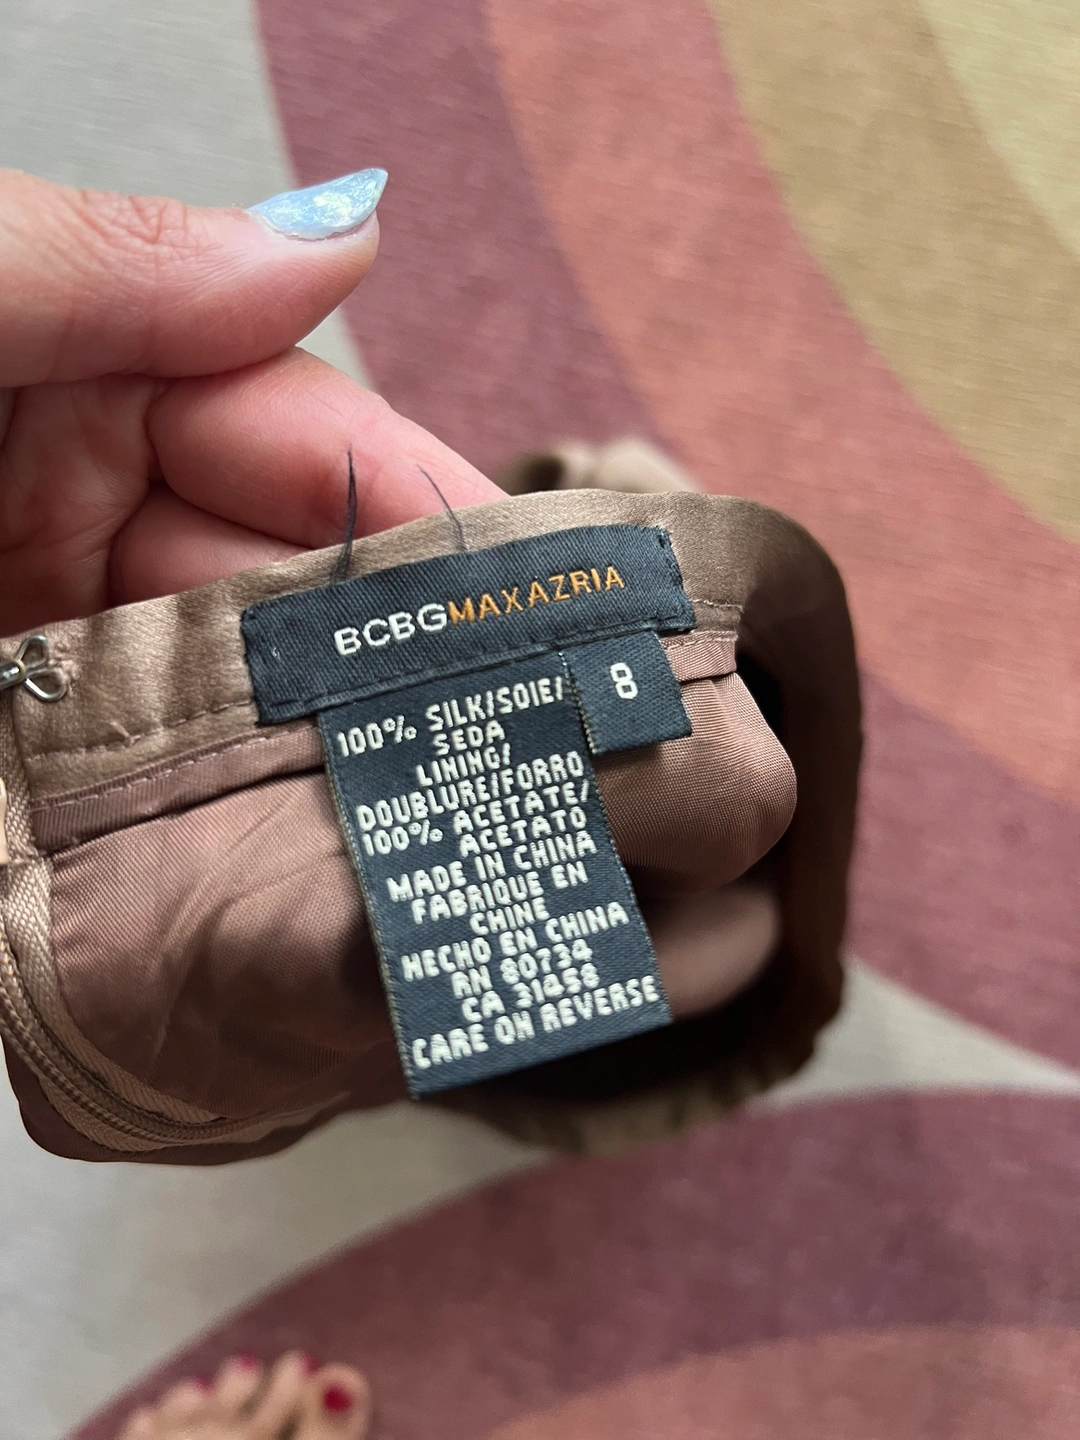 BCBGMAXAZRIA
8
100% SILK/SOIE/
SEDA
LINING/
DOUBLURE/FORRO
100% ACETATE/
ACETATO
MADE IN CHINA
FABRIQUE EN
CHINE
HECHO EN CHINA
RN 80734
CA 31458
CARE ON REVERSE